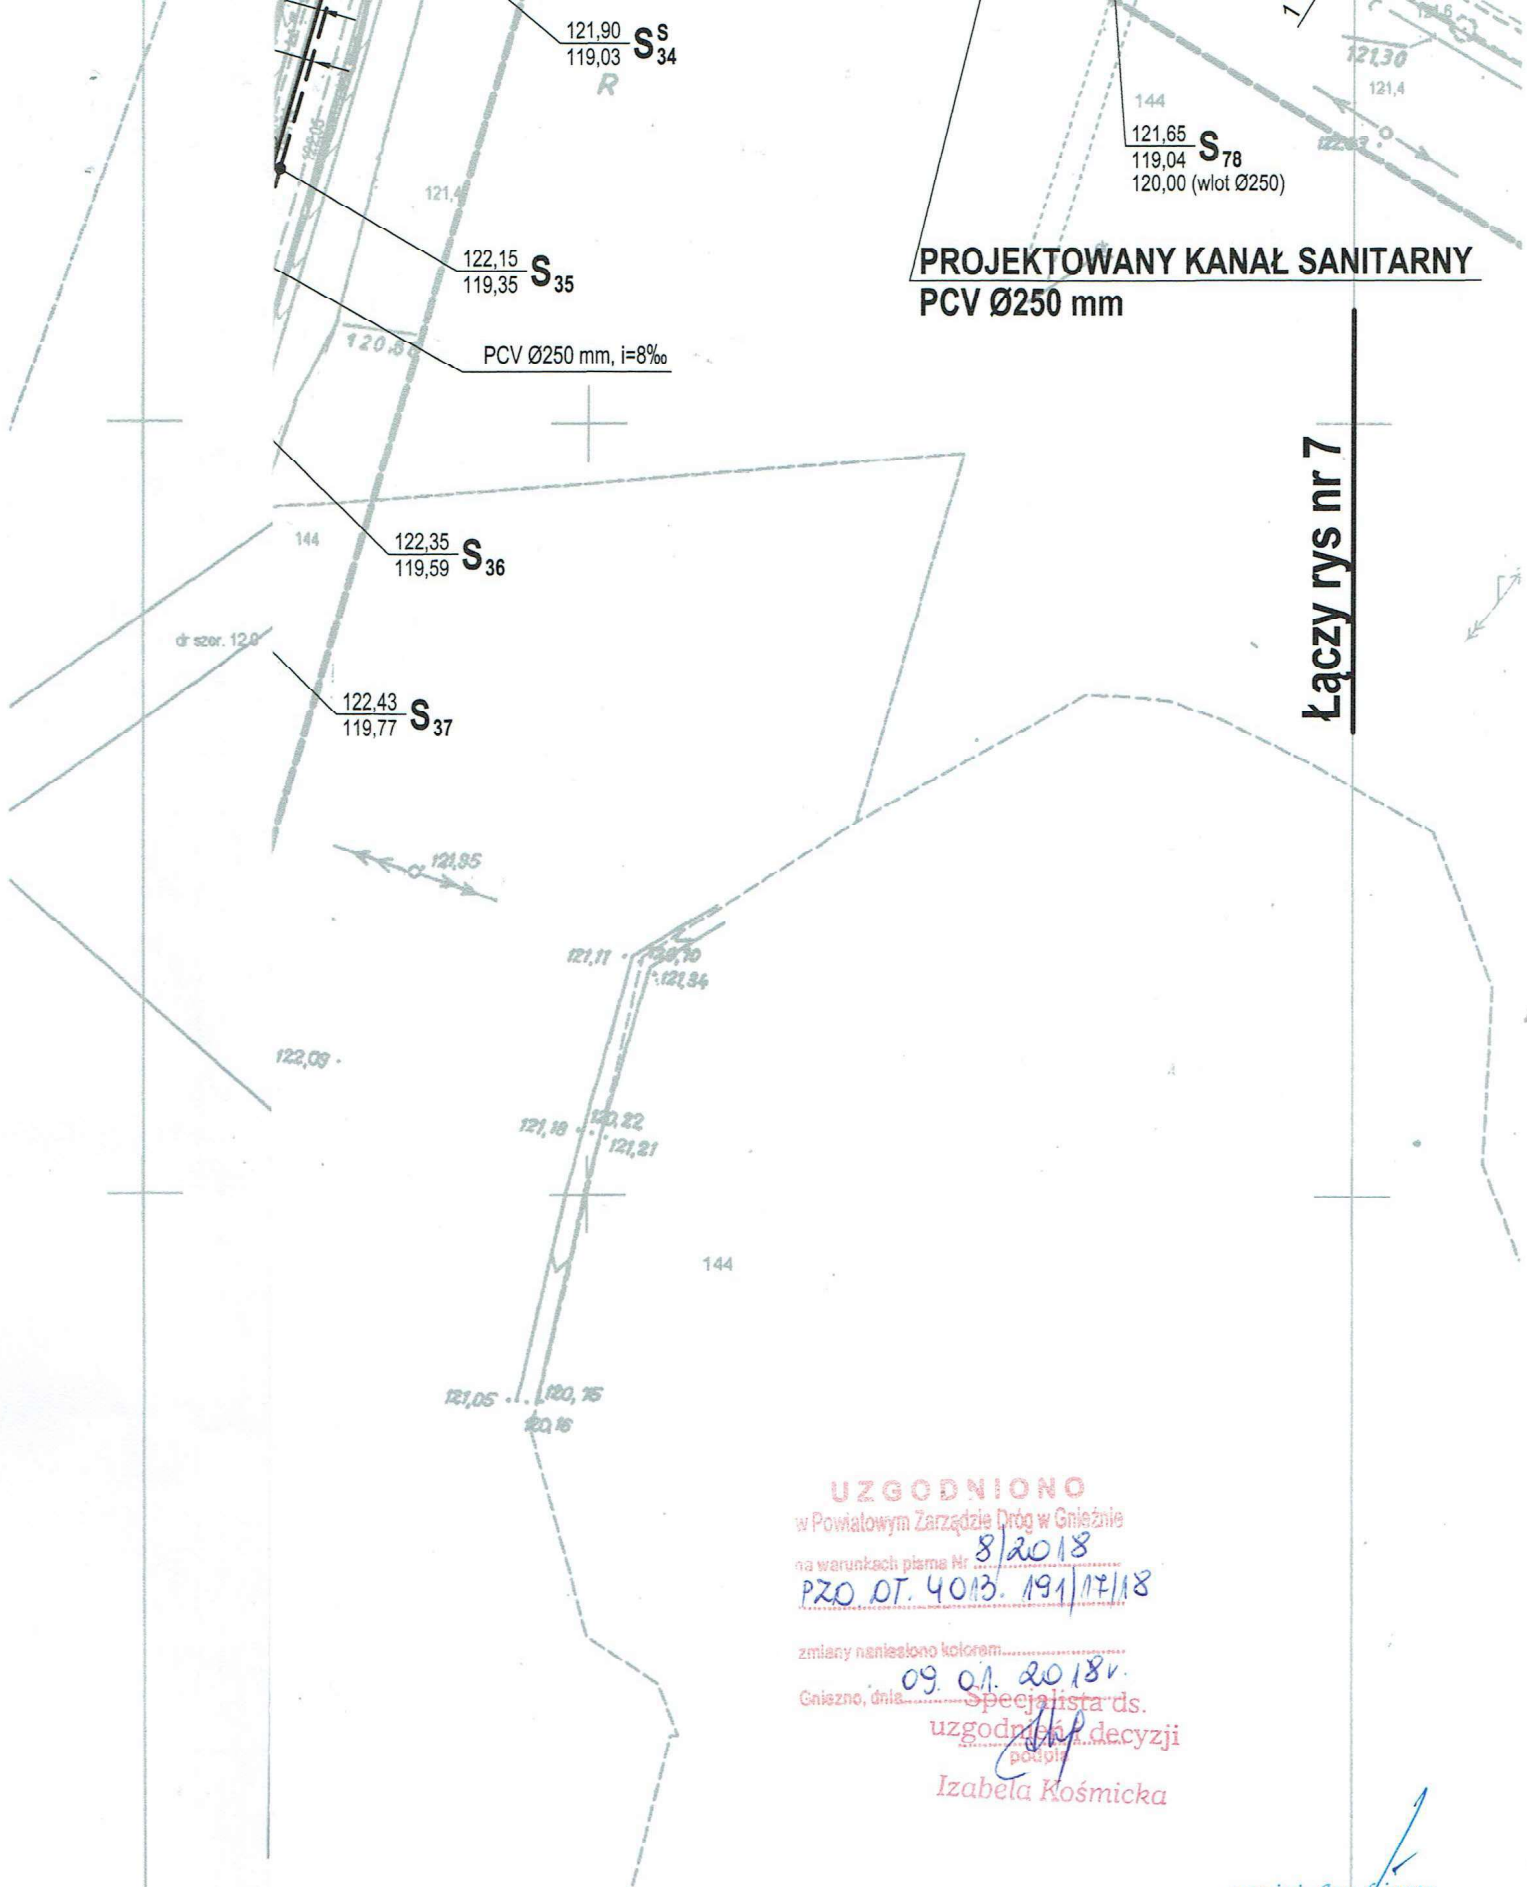 121,90
119,03
S S 34
R
121,6
121,30
121,4
144
121,65
119,04
S78
120,00 (wlot Ø250)
122,05
122,15
119,35
S35
PROJEKTOWANY KANAŁ SANITARNY
PCV Ø250 mm
PCV Ø250 mm, i=8‰
Łączy rys nr 7
144
122,35
119,59
S36
dr szer. 12,0
122,43
119,77
S37
121,95
121,11
121,34
122,09
121,18
120,22
121,21
144
121,05
120,16
UZGODNIONO
w Powiatowym Zarządzie Dróg w Gnieźnie
na warunkach pisma Nr 8/2018
PZD.DT. 4013. 191/17/18
zmiany naniesiono kolorem
Gniezno, dnia 09. 01. 2018r.
Specjalista ds.
uzgodnień i decyzji
podpis
Izabela Kośmicka